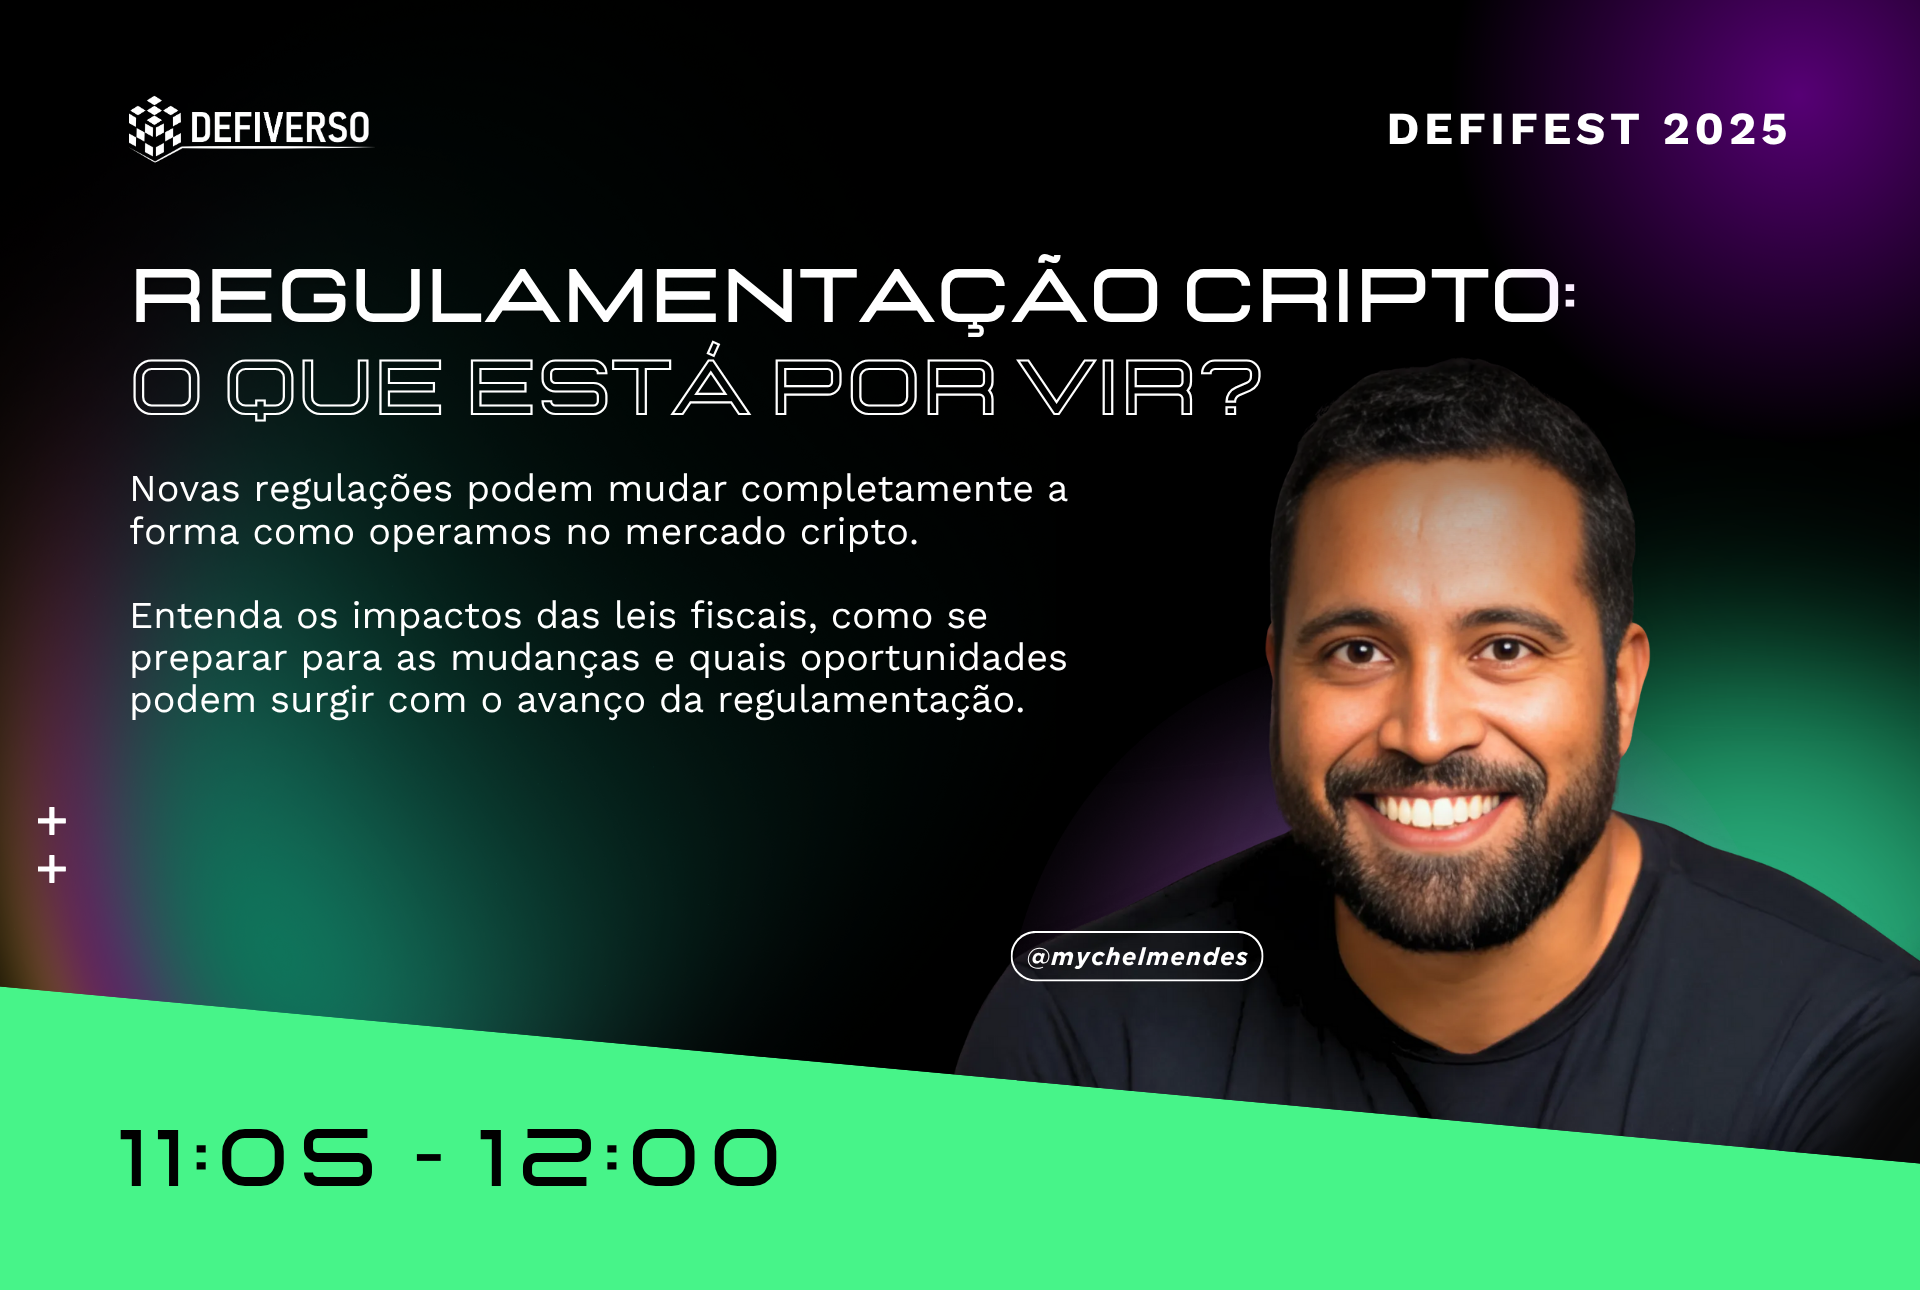 DEFIVERSO
DEFIFEST 2025
REGULAMENTAÇÃO CRIPTO:
O QUE ESTÁ POR VIR?
Novas regulações podem mudar completamente a
forma como operamos no mercado cripto.
Entenda os impactos das leis fiscais, como se
preparar para as mudanças e quais oportunidades
podem surgir com o avanço da regulamentação.
@mychelmendes
11:05 - 12:00